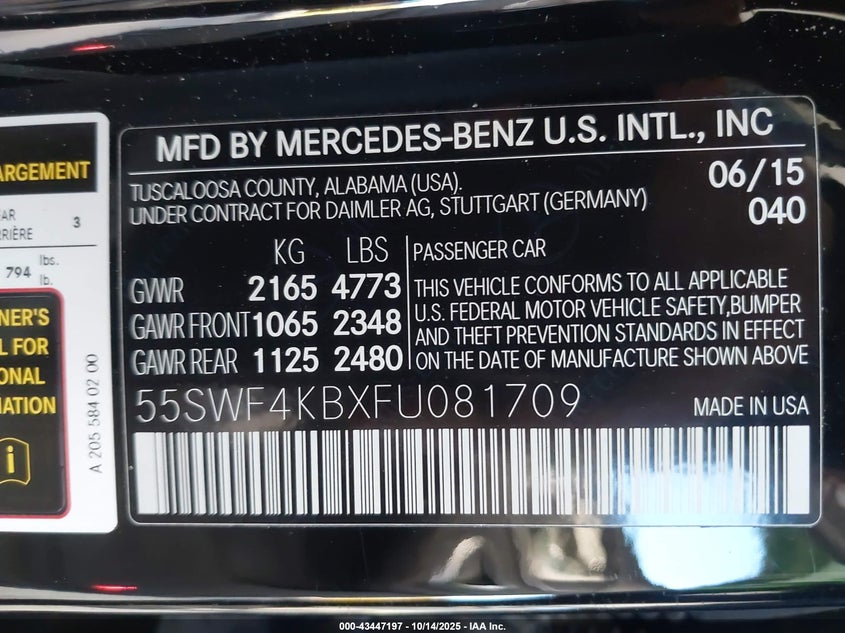 ARGEMENT
AR
RRIÈRE 3
794 lbs.
lb.
NER'S
L FOR
ONAL
MATION
i
A 205 584 02 00
MFD BY MERCEDES-BENZ U.S. INTL., INC
TUSCALOOSA COUNTY, ALABAMA (USA). 06/15
UNDER CONTRACT FOR DAIMLER AG, STUTTGART (GERMANY) 040
KG LBS
GVWR 2165 4773
GAWR FRONT 1065 2348
GAWR REAR 1125 2480
PASSENGER CAR
THIS VEHICLE CONFORMS TO ALL APPLICABLE
U.S. FEDERAL MOTOR VEHICLE SAFETY,BUMPER
AND THEFT PREVENTION STANDARDS IN EFFECT
ON THE DATE OF MANUFACTURE SHOWN ABOVE
55SWF4KBXFU081709 MADE IN USA
000-43447197 - 10/14/2025 - IAA Inc.